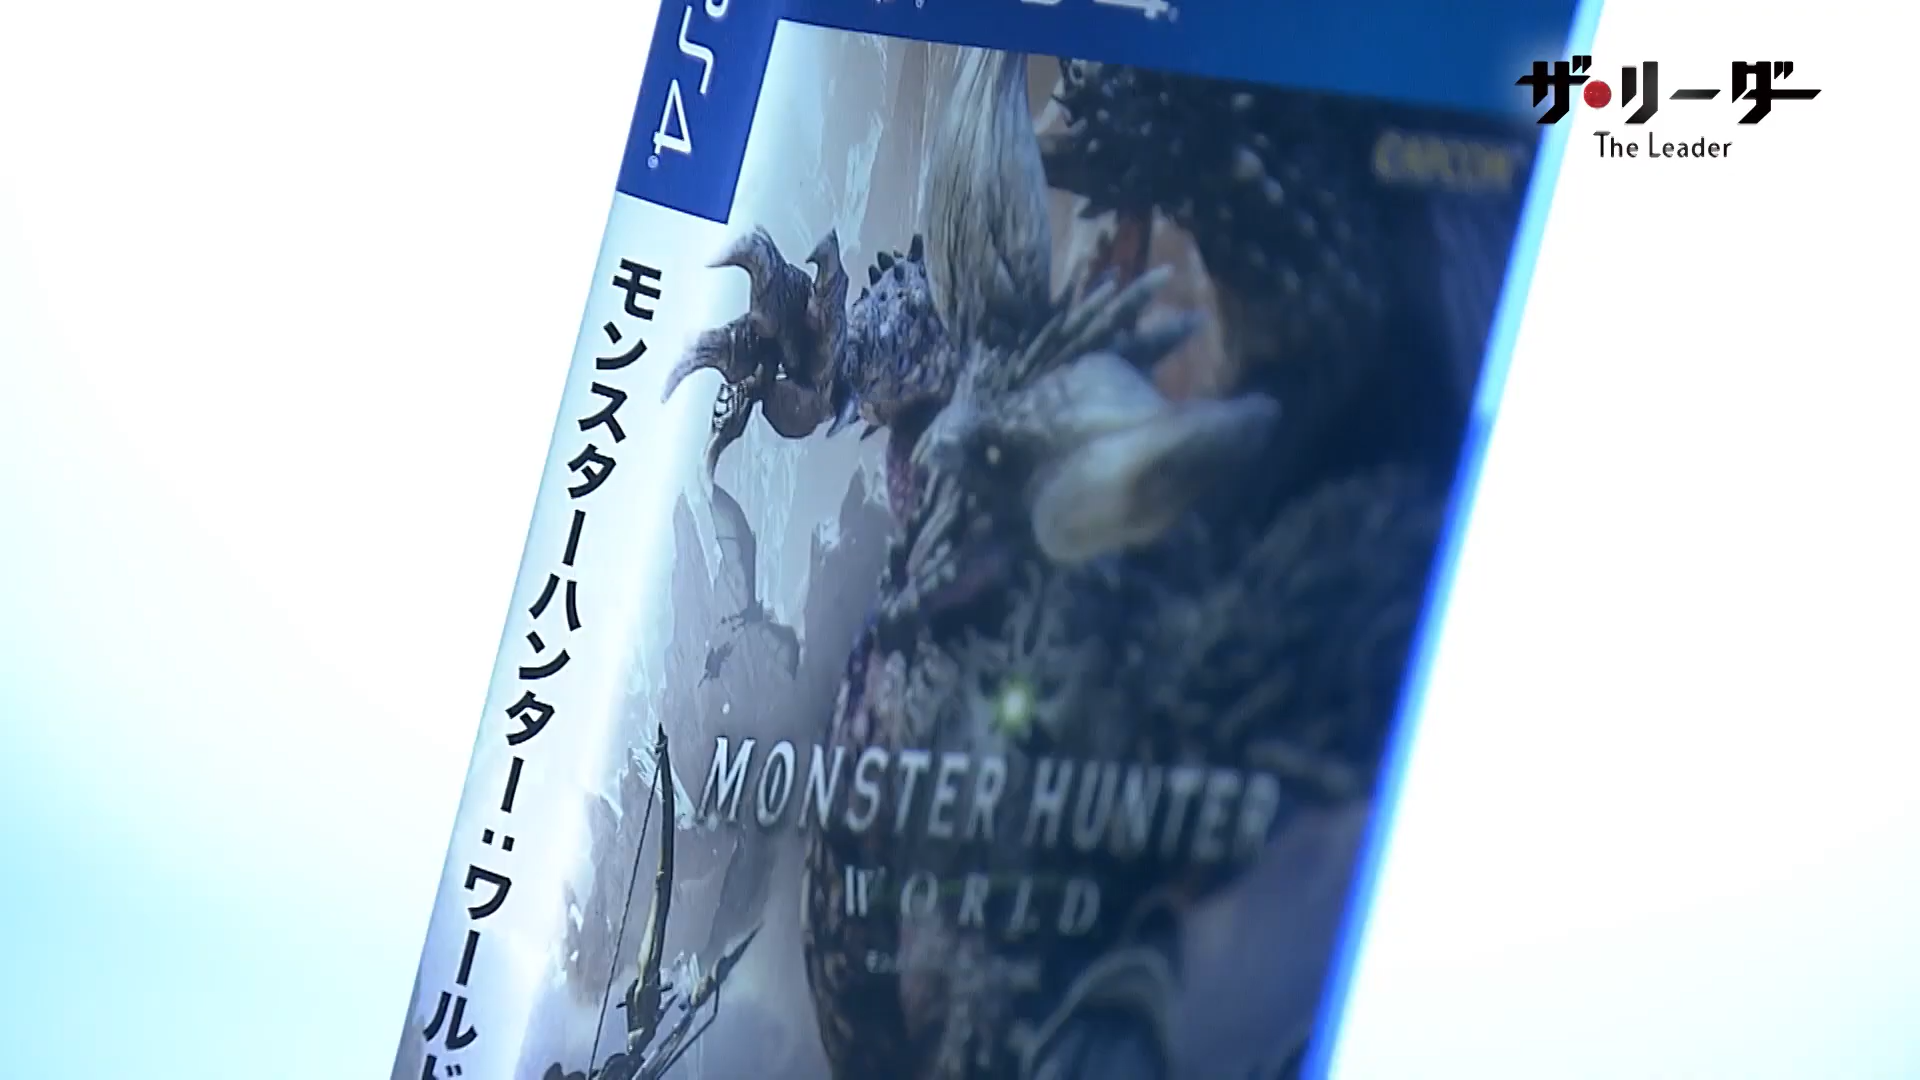 PS4
ザ・リーダー
The Leader
CAPCOM
モンスターハンター：ワールド
MONSTER HUNTER
WORLD